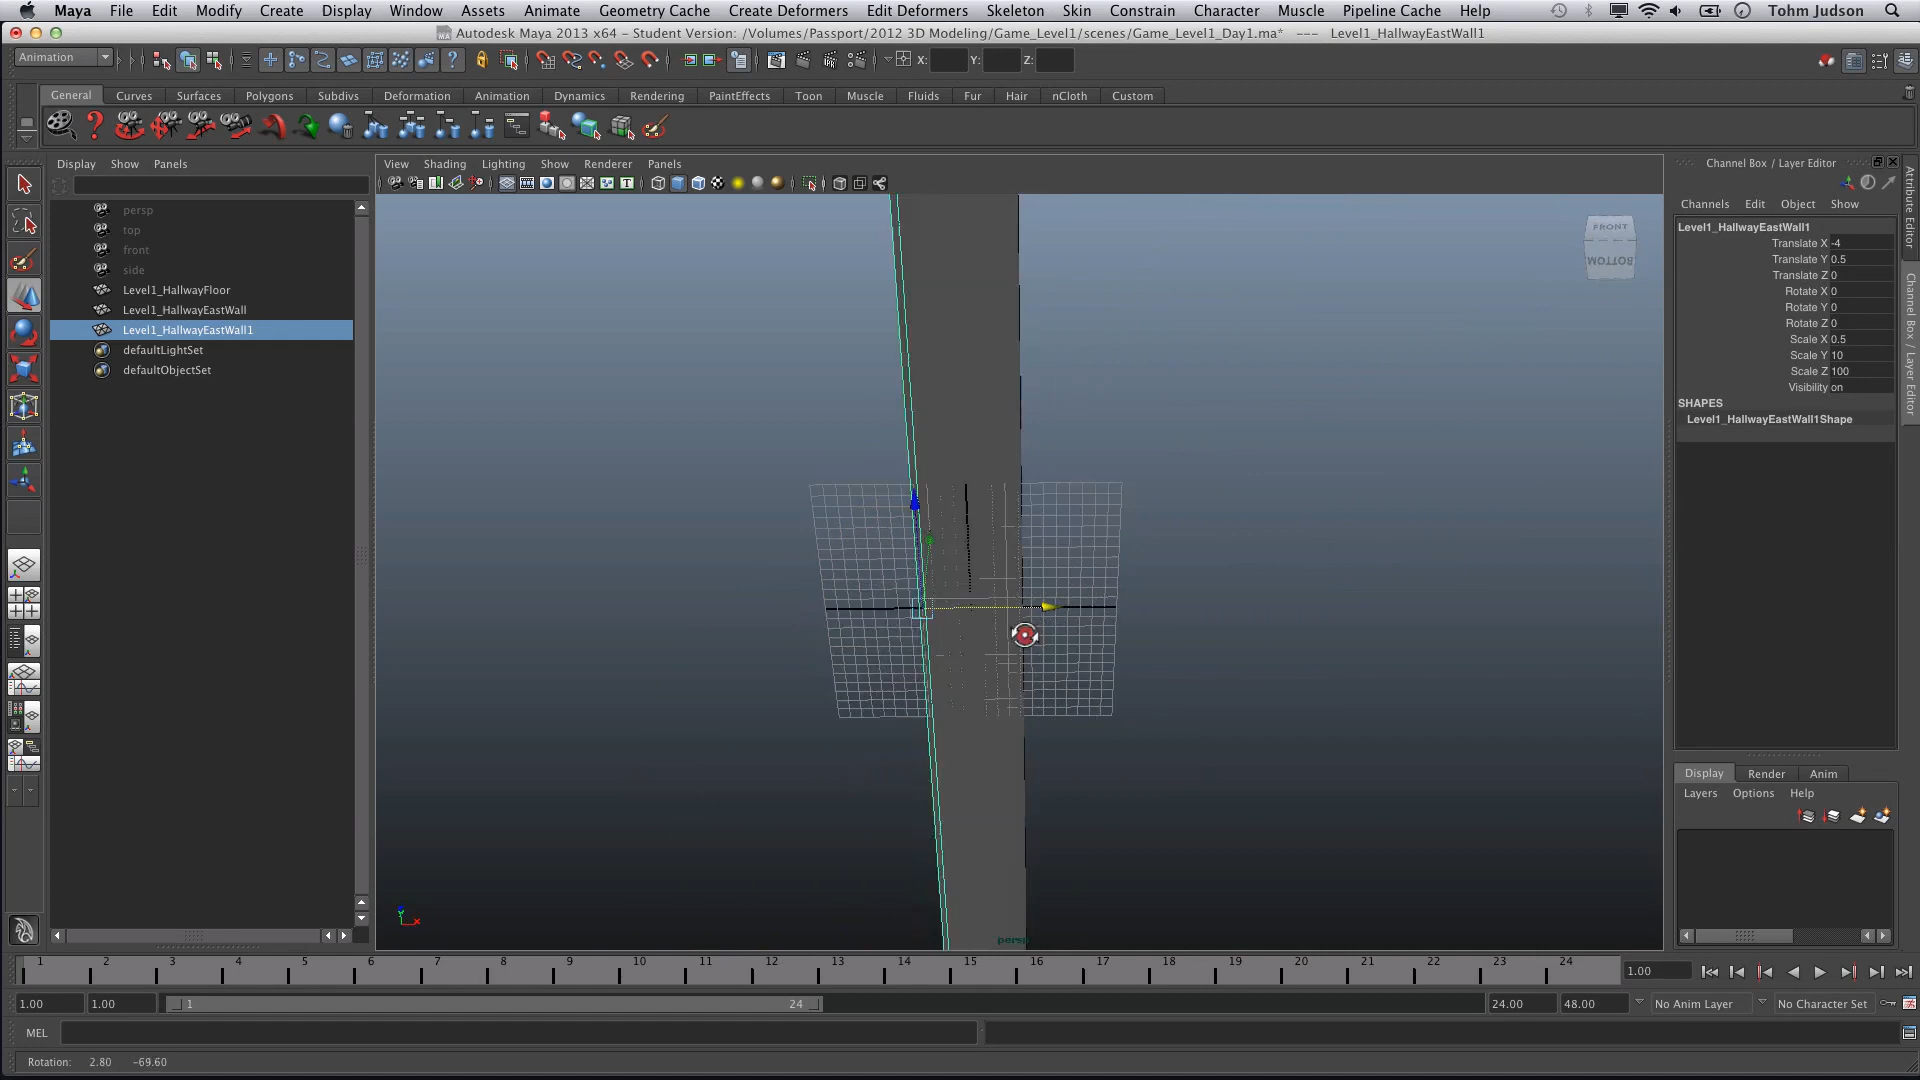 Maya File Edit Modify Create Display Window Assets Animate Geometry Cache Create Deformers Edit Deformers Skeleton Skin Constrain Character Muscle Pipeline Cache Help Tohm Judson
Autodesk Maya 2013 x64 – Student Version: /Volumes/Passport/2012 3D Modeling/Game_Level1/scenes/Game_Level1_Day1.ma* --- Level1_HallwayEastWall1
Animation X: Y: Z:
General Curves Surfaces Polygons Subdivs Deformation Animation Dynamics Rendering PaintEffects Toon Muscle Fluids Fur Hair nCloth Custom
Display Show Panels
View Shading Lighting Show Renderer Panels
Channel Box / Layer Editor
Channels Edit Object Show
persp
top
front
side
Level1_HallwayFloor
Level1_HallwayEastWall
Level1_HallwayEastWall1
defaultLightSet
defaultObjectSet
FRONT
BOTTOM
persp
Level1_HallwayEastWall1
Translate X -4
Translate Y 0.5
Translate Z 0
Rotate X 0
Rotate Y 0
Rotate Z 0
Scale X 0.5
Scale Y 10
Scale Z 100
Visibility on
SHAPES
Level1_HallwayEastWall1Shape
Attribute Editor
Channel Box / Layer Editor
Display Render Anim
Layers Options Help
1 2 3 4 5 6 7 8 9 10 11 12 13 14 15 16 17 18 19 20 21 22 23 24 1.00
1.00 1.00 1 24 24.00 48.00 No Anim Layer No Character Set
MEL
Rotation: 2.80 −69.60